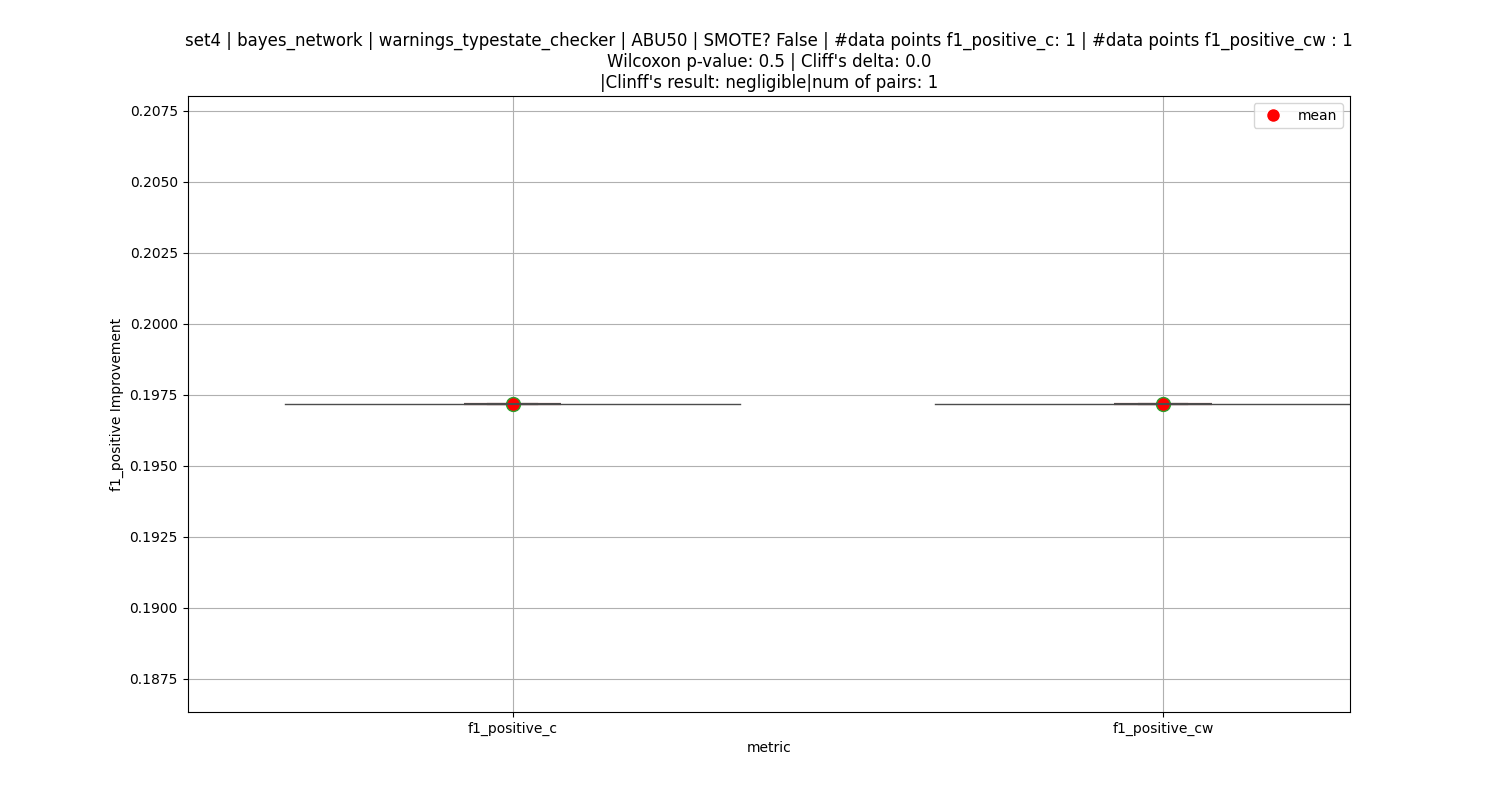 set4 | bayes_network | warnings_typestate_checker | ABU50 | SMOTE? False | #data points f1_positive_c: 1 | #data points f1_positive_cw : 1
Wilcoxon p-value: 0.5 | Cliff's delta: 0.0
|Clinff's result: negligible|num of pairs: 1
mean
0.2075
0.2050
0.2025
0.2000
0.1975
0.1950
0.1925
0.1900
0.1875
f1_positive Improvement
f1_positive_c
f1_positive_cw
metric